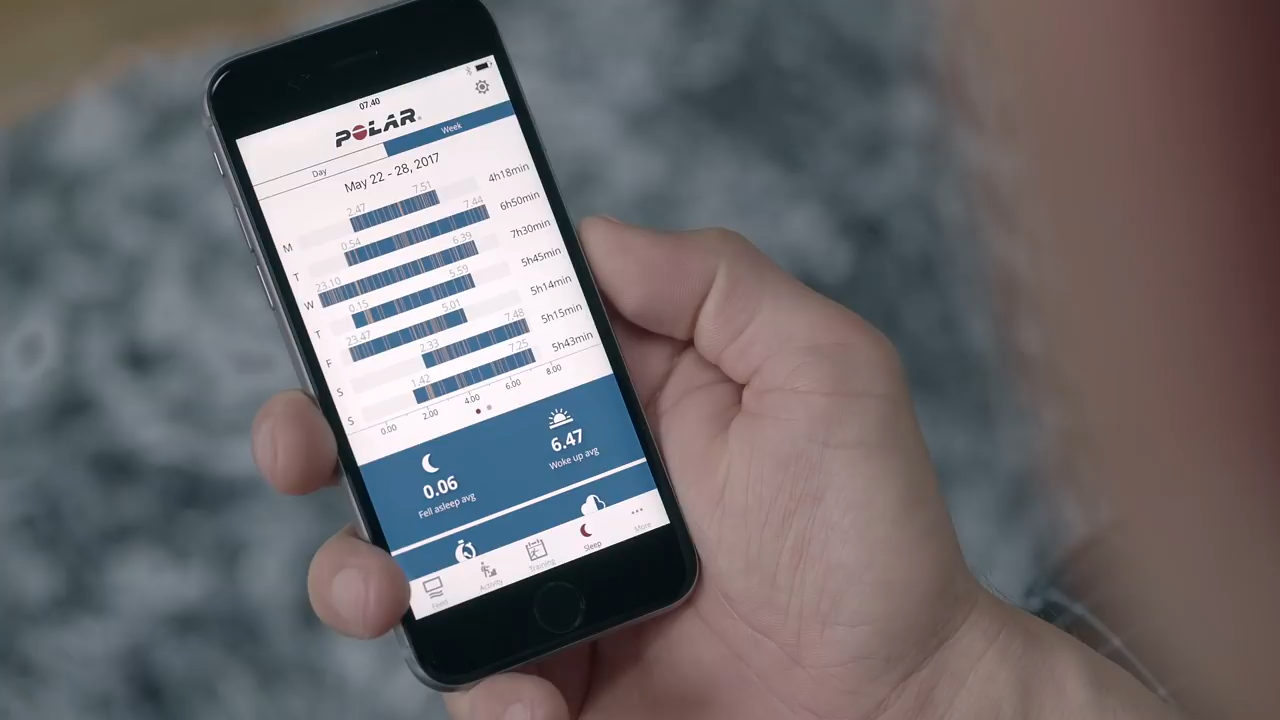 07.40
POLAR
Day Week
May 22 - 28, 2017
M 2.47 7.51 4h18min
T 0.54 7.44 6h50min
W 23.10 6.39 7h30min
T 0.15 5.59 5h45min
F 23.47 5.01 5h14min
S 2.33 7.48 5h15min
S 1.42 7.25 5h43min
0.00 2.00 4.00 6.00 8.00
0.06 6.47
Fell asleep avg Woke up avg
Feed Activity Training Sleep More